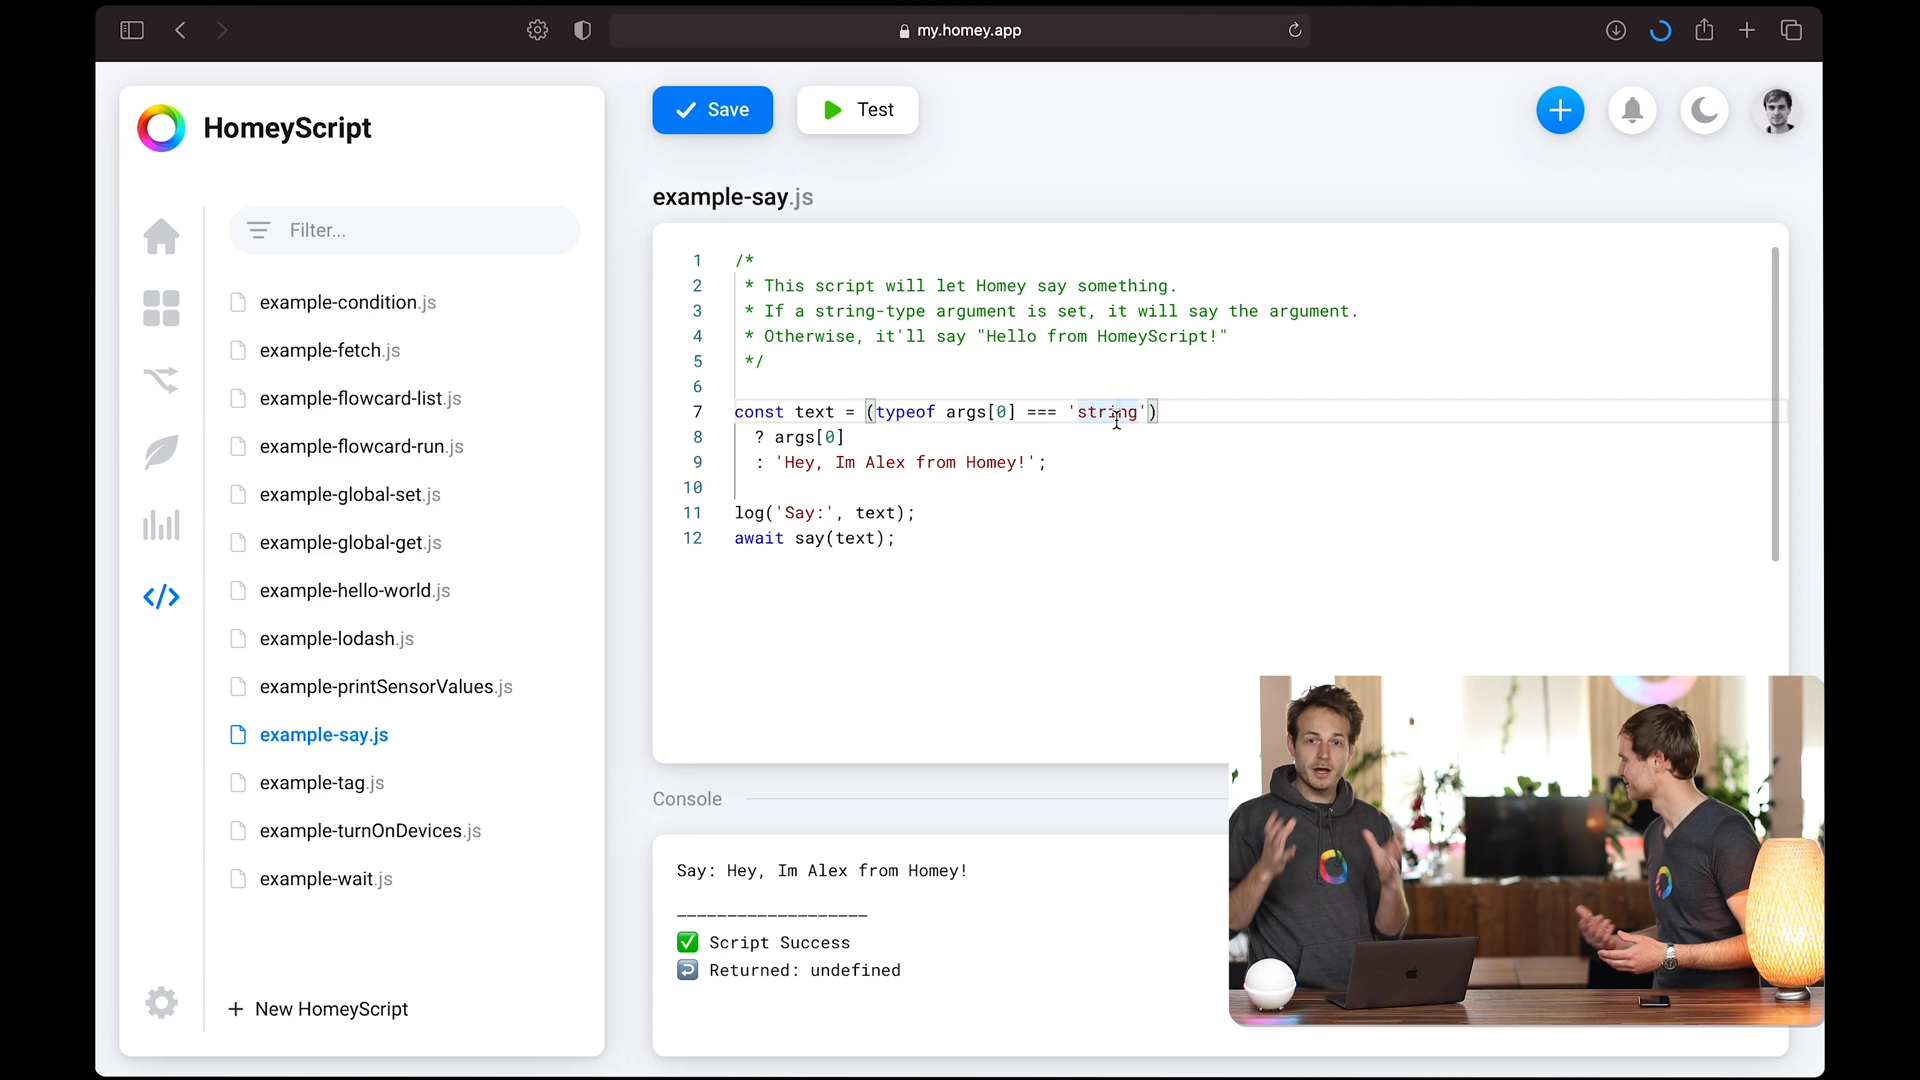 my.homey.app
HomeyScript
Save
Test
Filter...
example-condition.js
example-fetch.js
example-flowcard-list.js
example-flowcard-run.js
example-global-set.js
example-global-get.js
example-hello-world.js
example-lodash.js
example-printSensorValues.js
example-say.js
example-tag.js
example-turnOnDevices.js
example-wait.js
+ New HomeyScript
example-say.js
1 /*
2 * This script will let Homey say something.
3 * If a string-type argument is set, it will say the argument.
4 * Otherwise, it'll say "Hello from HomeyScript!"
5 */
6
7 const text = (typeof args[0] === 'string')
8 ? args[0]
9 : 'Hey, Im Alex from Homey!';
10
11 log('Say:', text);
12 await say(text);
Console
Say: Hey, Im Alex from Homey!
___________________
✅ Script Success
↩️ Returned: undefined